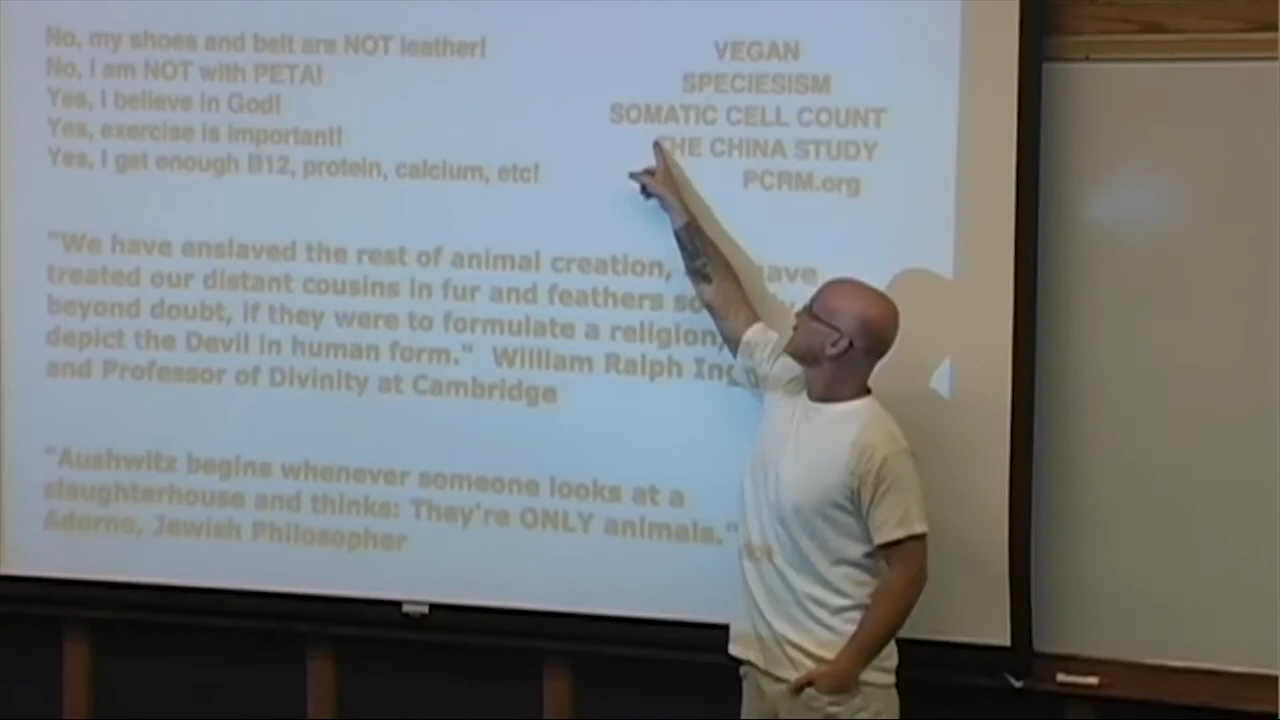 No, my shoes and belt are NOT leather!
No, I am NOT with PETA!
Yes, I believe in God!
Yes, exercise is important!
Yes, I get enough B12, protein, calcium, etc!
VEGAN
SPECIESISM
SOMATIC CELL COUNT
THE CHINA STUDY
PCRM.org
"We have enslaved the rest of animal creation, have
treated our distant cousins in fur and feathers so
beyond doubt, if they were to formulate a religion,
depict the Devil in human form." William Ralph
and Professor of Divinity at Cambridge
"Aushwitz begins whenever someone looks at a
slaughterhouse and thinks: They're ONLY animals."
Adorno, Jewish Philosopher